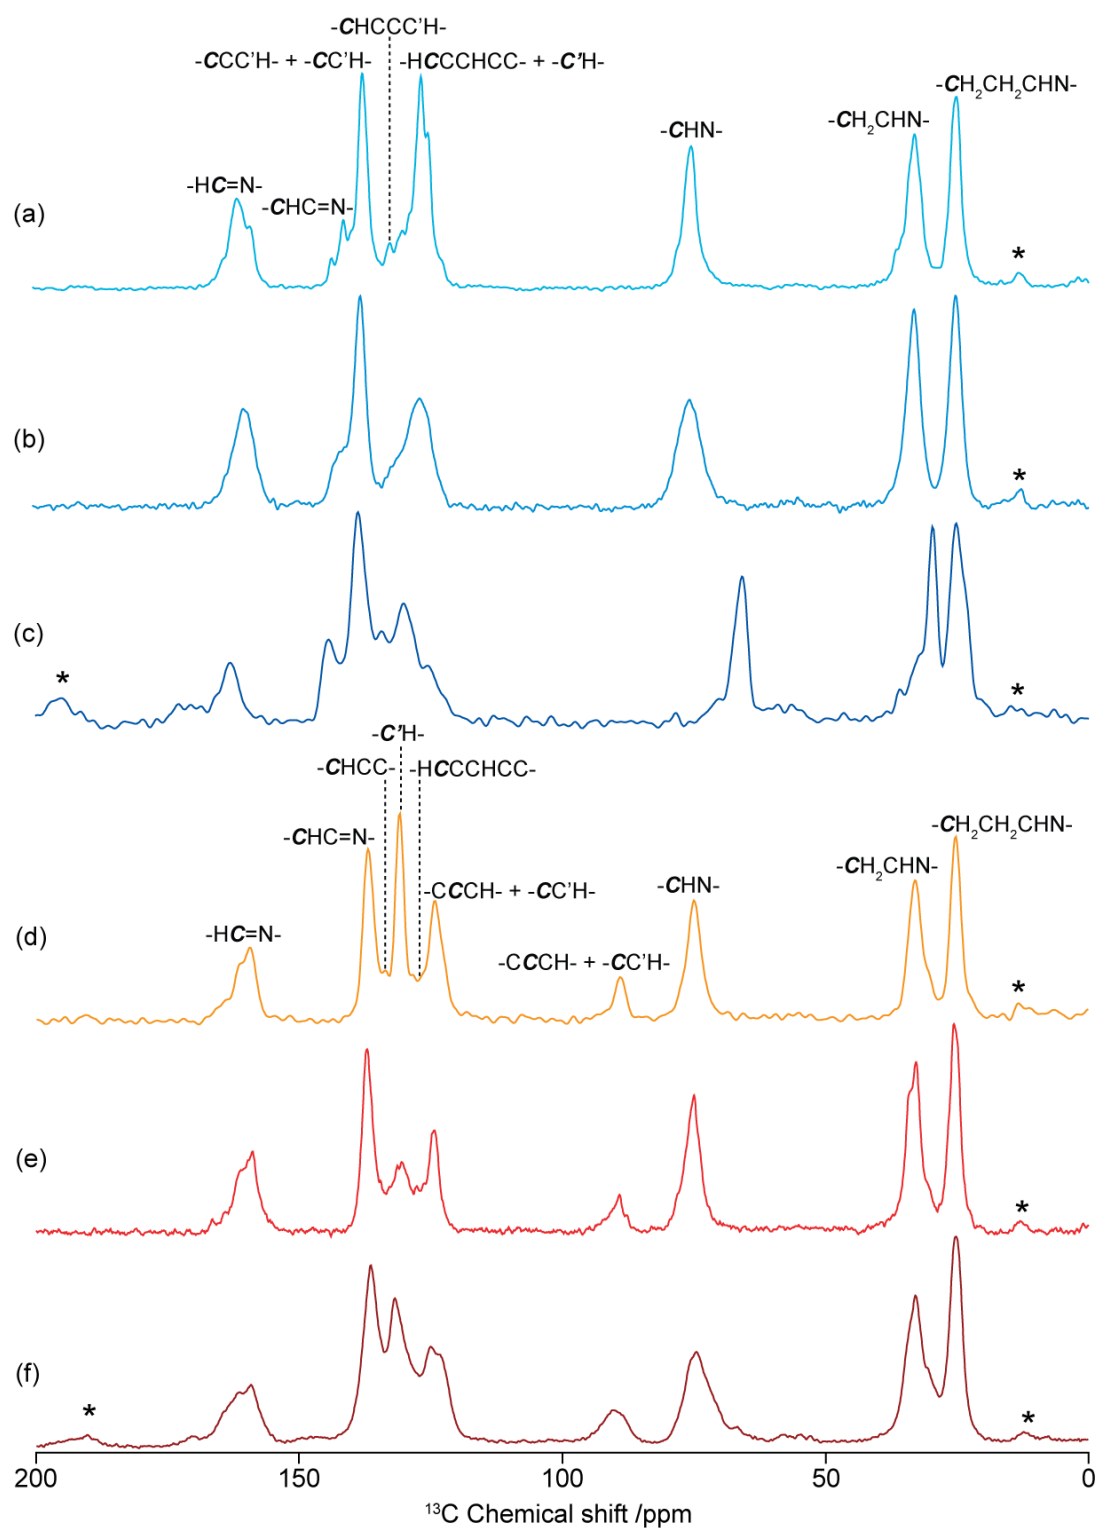 -CHCCC'H-
-CCC'H- + -CC'H-
-HCCCHCC- + -C'H-
-CH2CH2CHN-
-CHN-
-CH2CHN-
-HC=N-
-CHC=N-
(a)
*
(b)
*
(c)
*
*
-C'H-
-CHCC-
-HCCCHCC-
-CHC=N-
-CH2CH2CHN-
-CH2CHN-
-CHN-
-CCCH- + -CC'H-
-HC=N-
(d)
-CCCH- + -CC'H-
*
(e)
*
(f)
*
*
200 150 100 50 0
13C Chemical shift /ppm